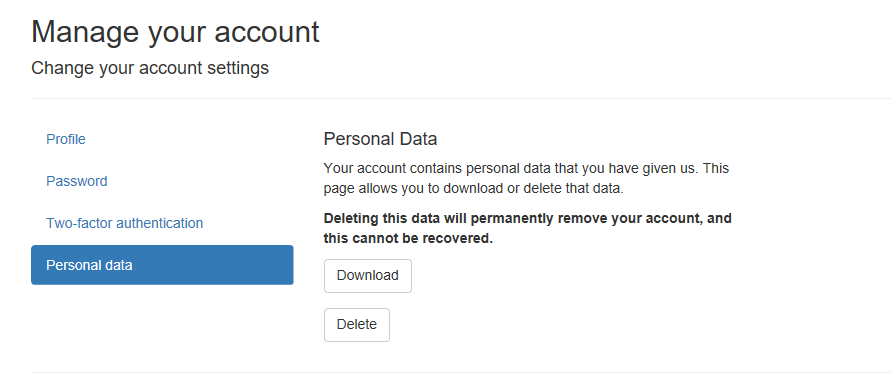 Manage your account
Change your account settings
Profile
Password
Two-factor authentication
Personal data
Personal Data
Your account contains personal data that you have given us. This
page allows you to download or delete that data.
Deleting this data will permanently remove your account, and
this cannot be recovered.
Download
Delete